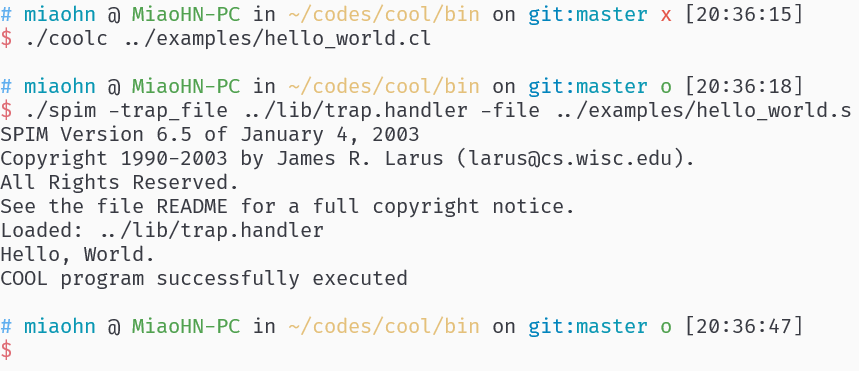 # miaohn @ MiaoHN-PC in ~/codes/cool/bin on git:master x [20:36:15]
$ ./coolc ../examples/hello_world.cl
# miaohn @ MiaoHN-PC in ~/codes/cool/bin on git:master o [20:36:18]
$ ./spim -trap_file ../lib/trap.handler -file ../examples/hello_world.s
SPIM Version 6.5 of January 4, 2003
Copyright 1990-2003 by James R. Larus (larus@cs.wisc.edu).
All Rights Reserved.
See the file README for a full copyright notice.
Loaded: ../lib/trap.handler
Hello, World.
COOL program successfully executed
# miaohn @ MiaoHN-PC in ~/codes/cool/bin on git:master o [20:36:47]
$